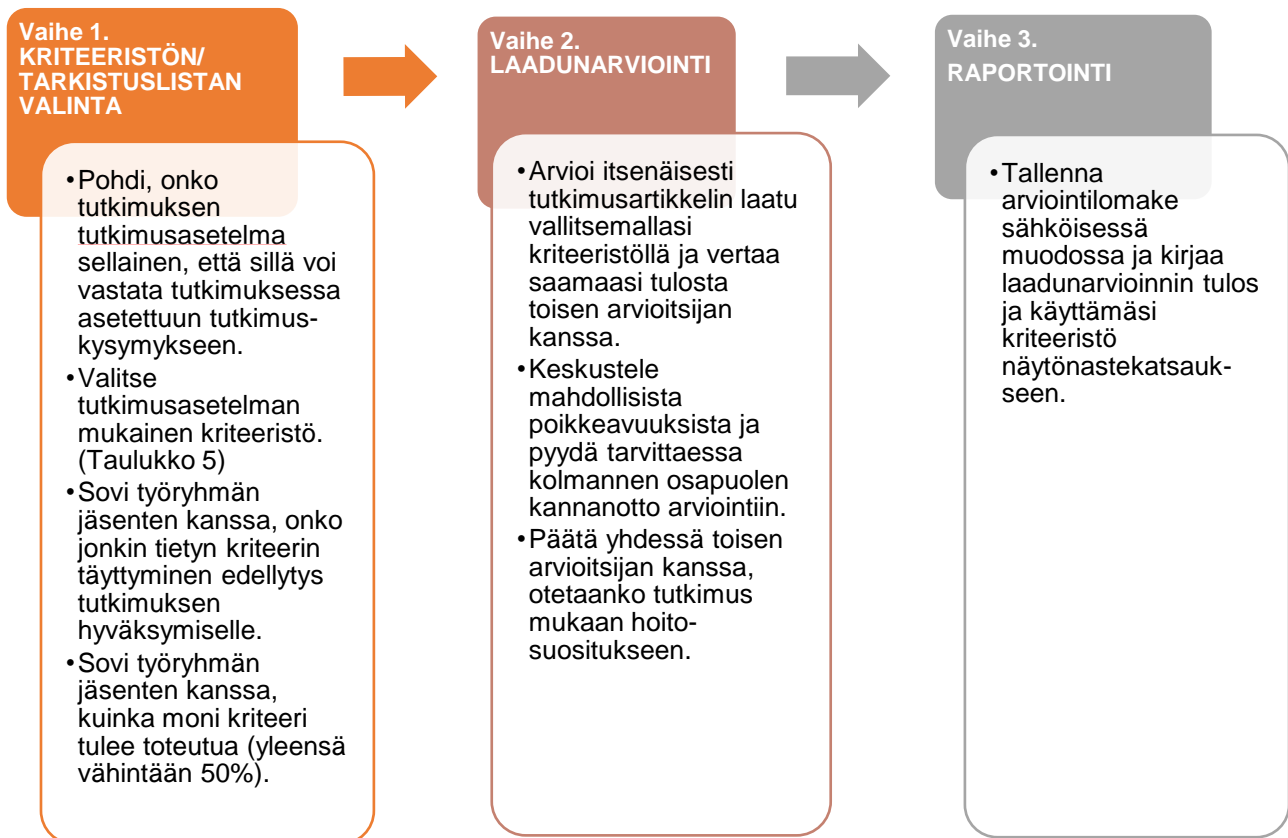 Vaihe 1.
KRITEERISTÖN/
TARKISTUSLISTAN
VALINTA
•Pohdi, onko
tutkimuksen
tutkimusasetelma
sellainen, että sillä voi
vastata tutkimuksessa
asetettuun tutkimus-
kysymykseen.
•Valitse
tutkimusasetelman
mukainen kriteeristö.
(Taulukko 5)
•Sovi työryhmän
jäsenten kanssa, onko
jonkin tietyn kriteerin
täyttyminen edellytys
tutkimuksen
hyväksymiselle.
•Sovi työryhmän
jäsenten kanssa,
kuinka moni kriteeri
tulee toteutua (yleensä
vähintään 50%).
Vaihe 2.
LAADUNARVIOINTI
•Arvioi itsenäisesti
tutkimusartikkelin laatu
vallitsemallasi
kriteeristöllä ja vertaa
saamaasi tulosta
toisen arvioitsijan
kanssa.
•Keskustele
mahdollisista
poikkeavuuksista ja
pyydä tarvittaessa
kolmannen osapuolen
kannanotto arviointiin.
•Päätä yhdessä toisen
arvioitsijan kanssa,
otetaanko tutkimus
mukaan hoito-
suositukseen.
Vaihe 3.
RAPORTOINTI
•Tallenna
arviointilomake
sähköisessä
muodossa ja kirjaa
laadunarvioinnin tulos
ja käyttämäsi
kriteeristö
näytönastekatsauk-
seen.